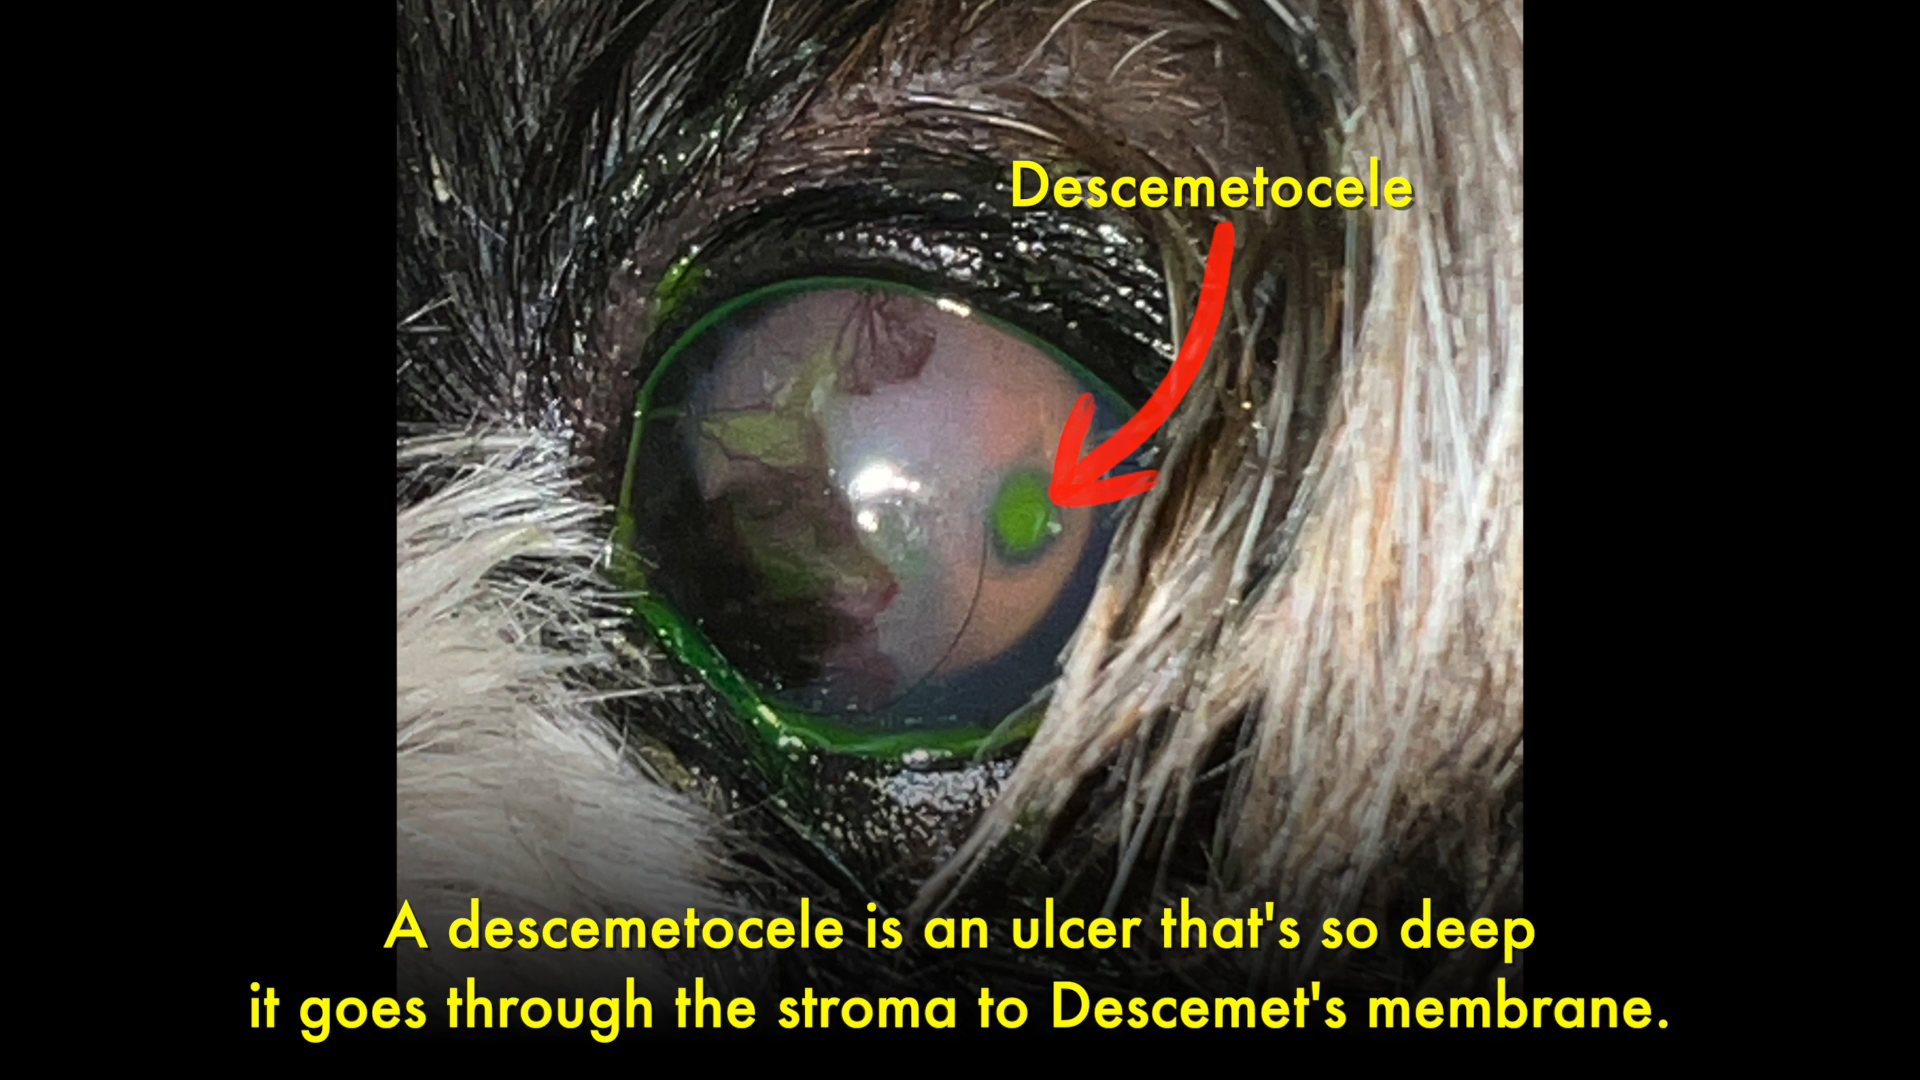 Descemetocele
A descemetocele is an ulcer that's so deep
it goes through the stroma to Descemet's membrane.